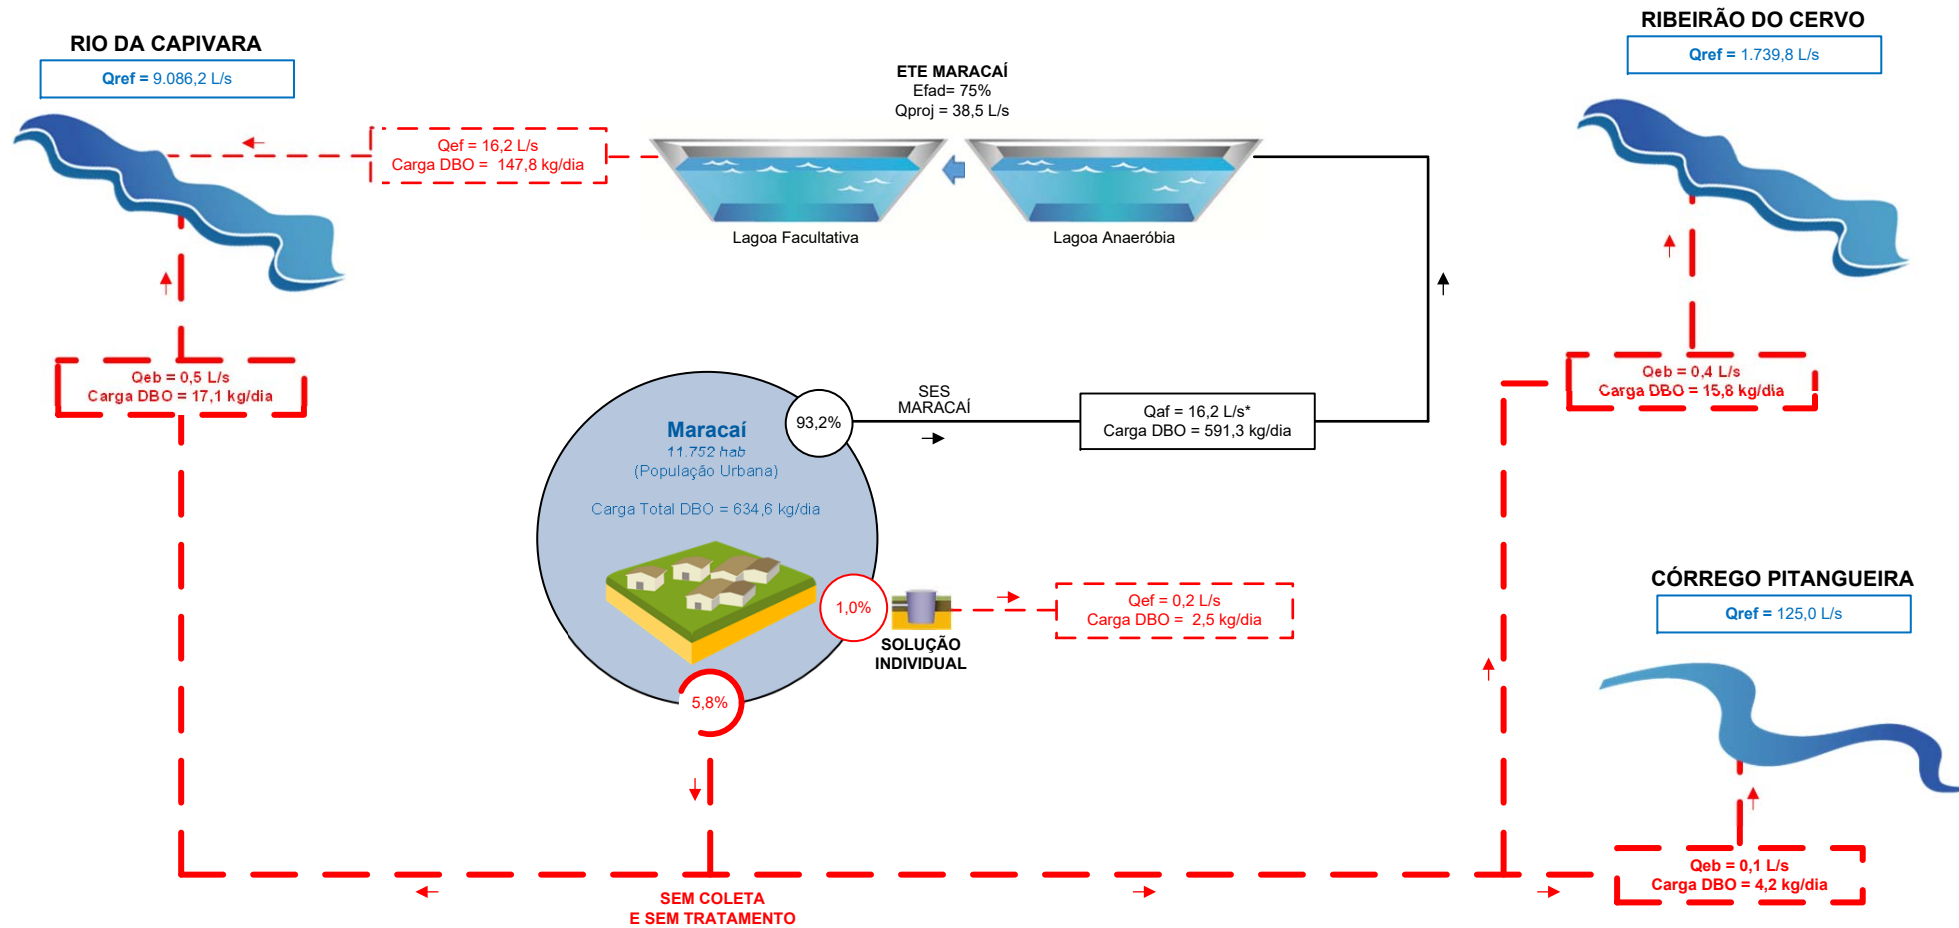 RIO DA CAPIVARA
Qref = 9.086,2 L/s
RIBEIRÃO DO CERVO
Qref = 1.739,8 L/s
ETE MARACAÍ
Efad= 75%
Qproj = 38,5 L/s
Qef = 16,2 L/s
Carga DBO = 147,8 kg/dia
Lagoa Facultativa
Lagoa Anaeróbia
Qeb = 0,5 L/s
Carga DBO = 17,1 kg/dia
Qeb = 0,4 L/s
Carga DBO = 15,8 kg/dia
93,2%
SES
MARACAÍ
Qaf = 16,2 L/s*
Carga DBO = 591,3 kg/dia
Maracaí
11.752 hab
(População Urbana)
Carga Total DBO = 634,6 kg/dia
1,0%
SOLUÇÃO
INDIVIDUAL
Qef = 0,2 L/s
Carga DBO = 2,5 kg/dia
CÓRREGO PITANGUEIRA
Qref = 125,0 L/s
5,8%
SEM COLETA
E SEM TRATAMENTO
Qeb = 0,1 L/s
Carga DBO = 4,2 kg/dia